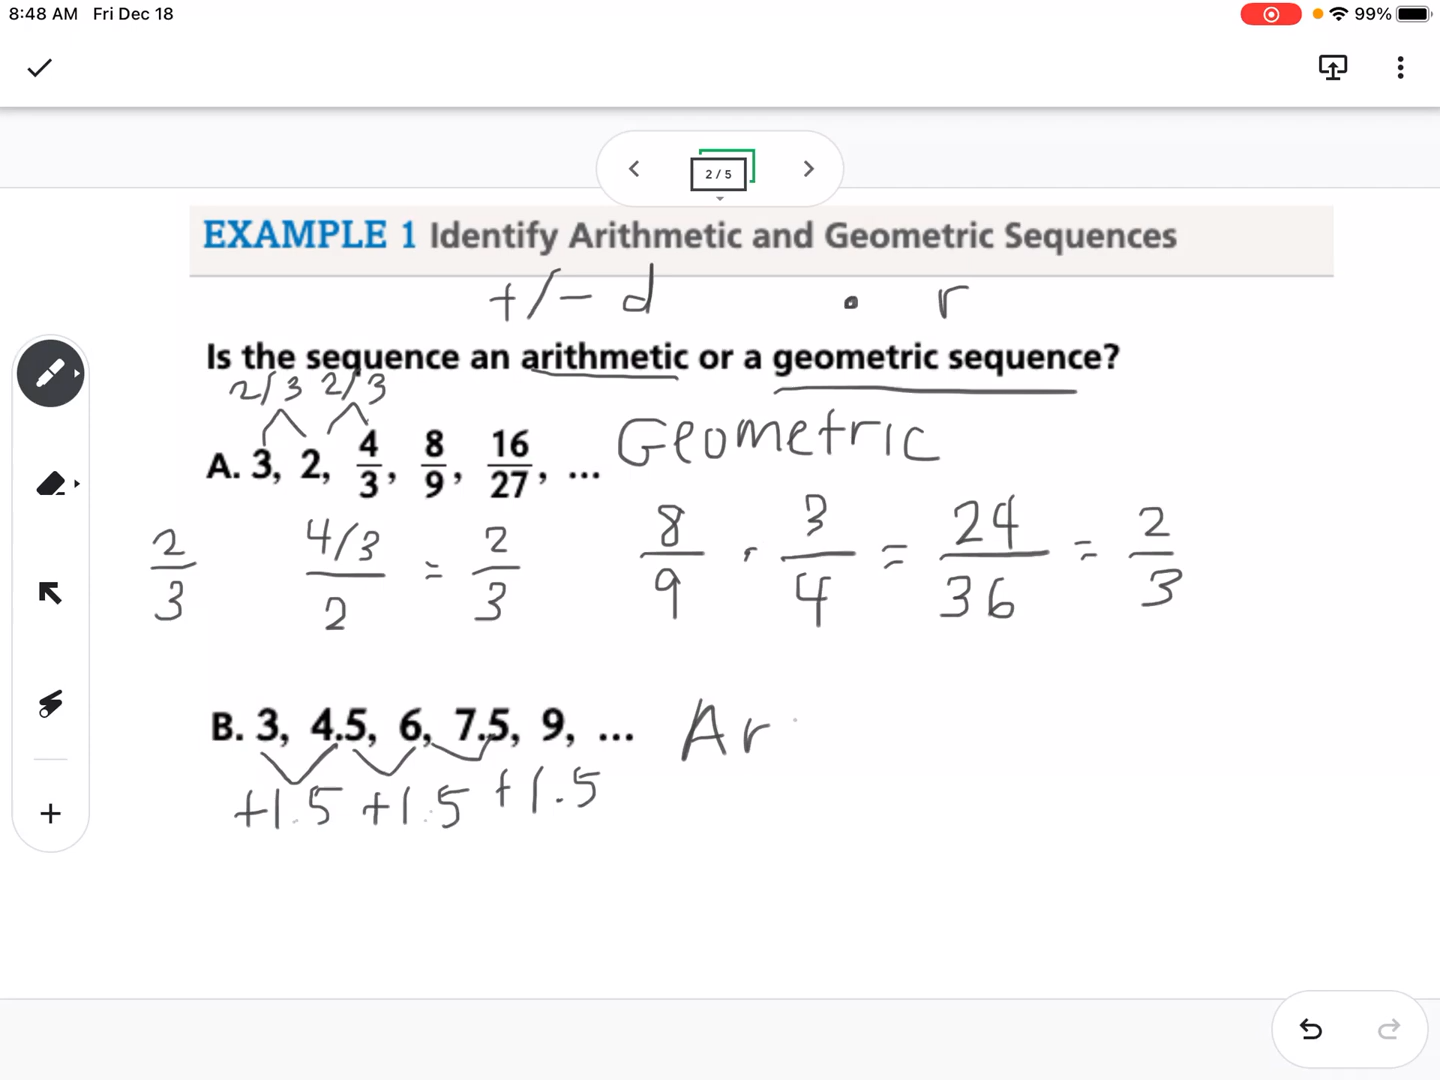 8:48 AM Fri Dec 18 99%
2 / 5
EXAMPLE 1 Identify Arithmetic and Geometric Sequences
+/- d • r
Is the sequence an arithmetic or a geometric sequence?
2/3 2/3
A. 3, 2, 4/3, 8/9, 16/27, ... Geometric
2/3 4/3/2 = 2/3 8/9 · 3/4 = 24/36 = 2/3
B. 3, 4.5, 6, 7.5, 9, ... Ar
+1.5 +1.5 +1.5